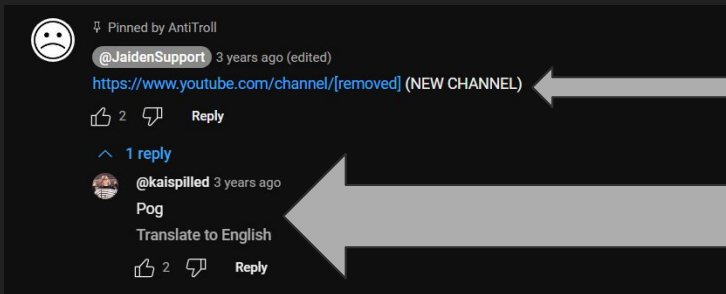 Pinned by AntiTroll
@JaidenSupport 3 years ago (edited)
https://www.youtube.com/channel/[removed] (NEW CHANNEL)
2 Reply
1 reply
@kaispilled 3 years ago
Pog
Translate to English
2 Reply